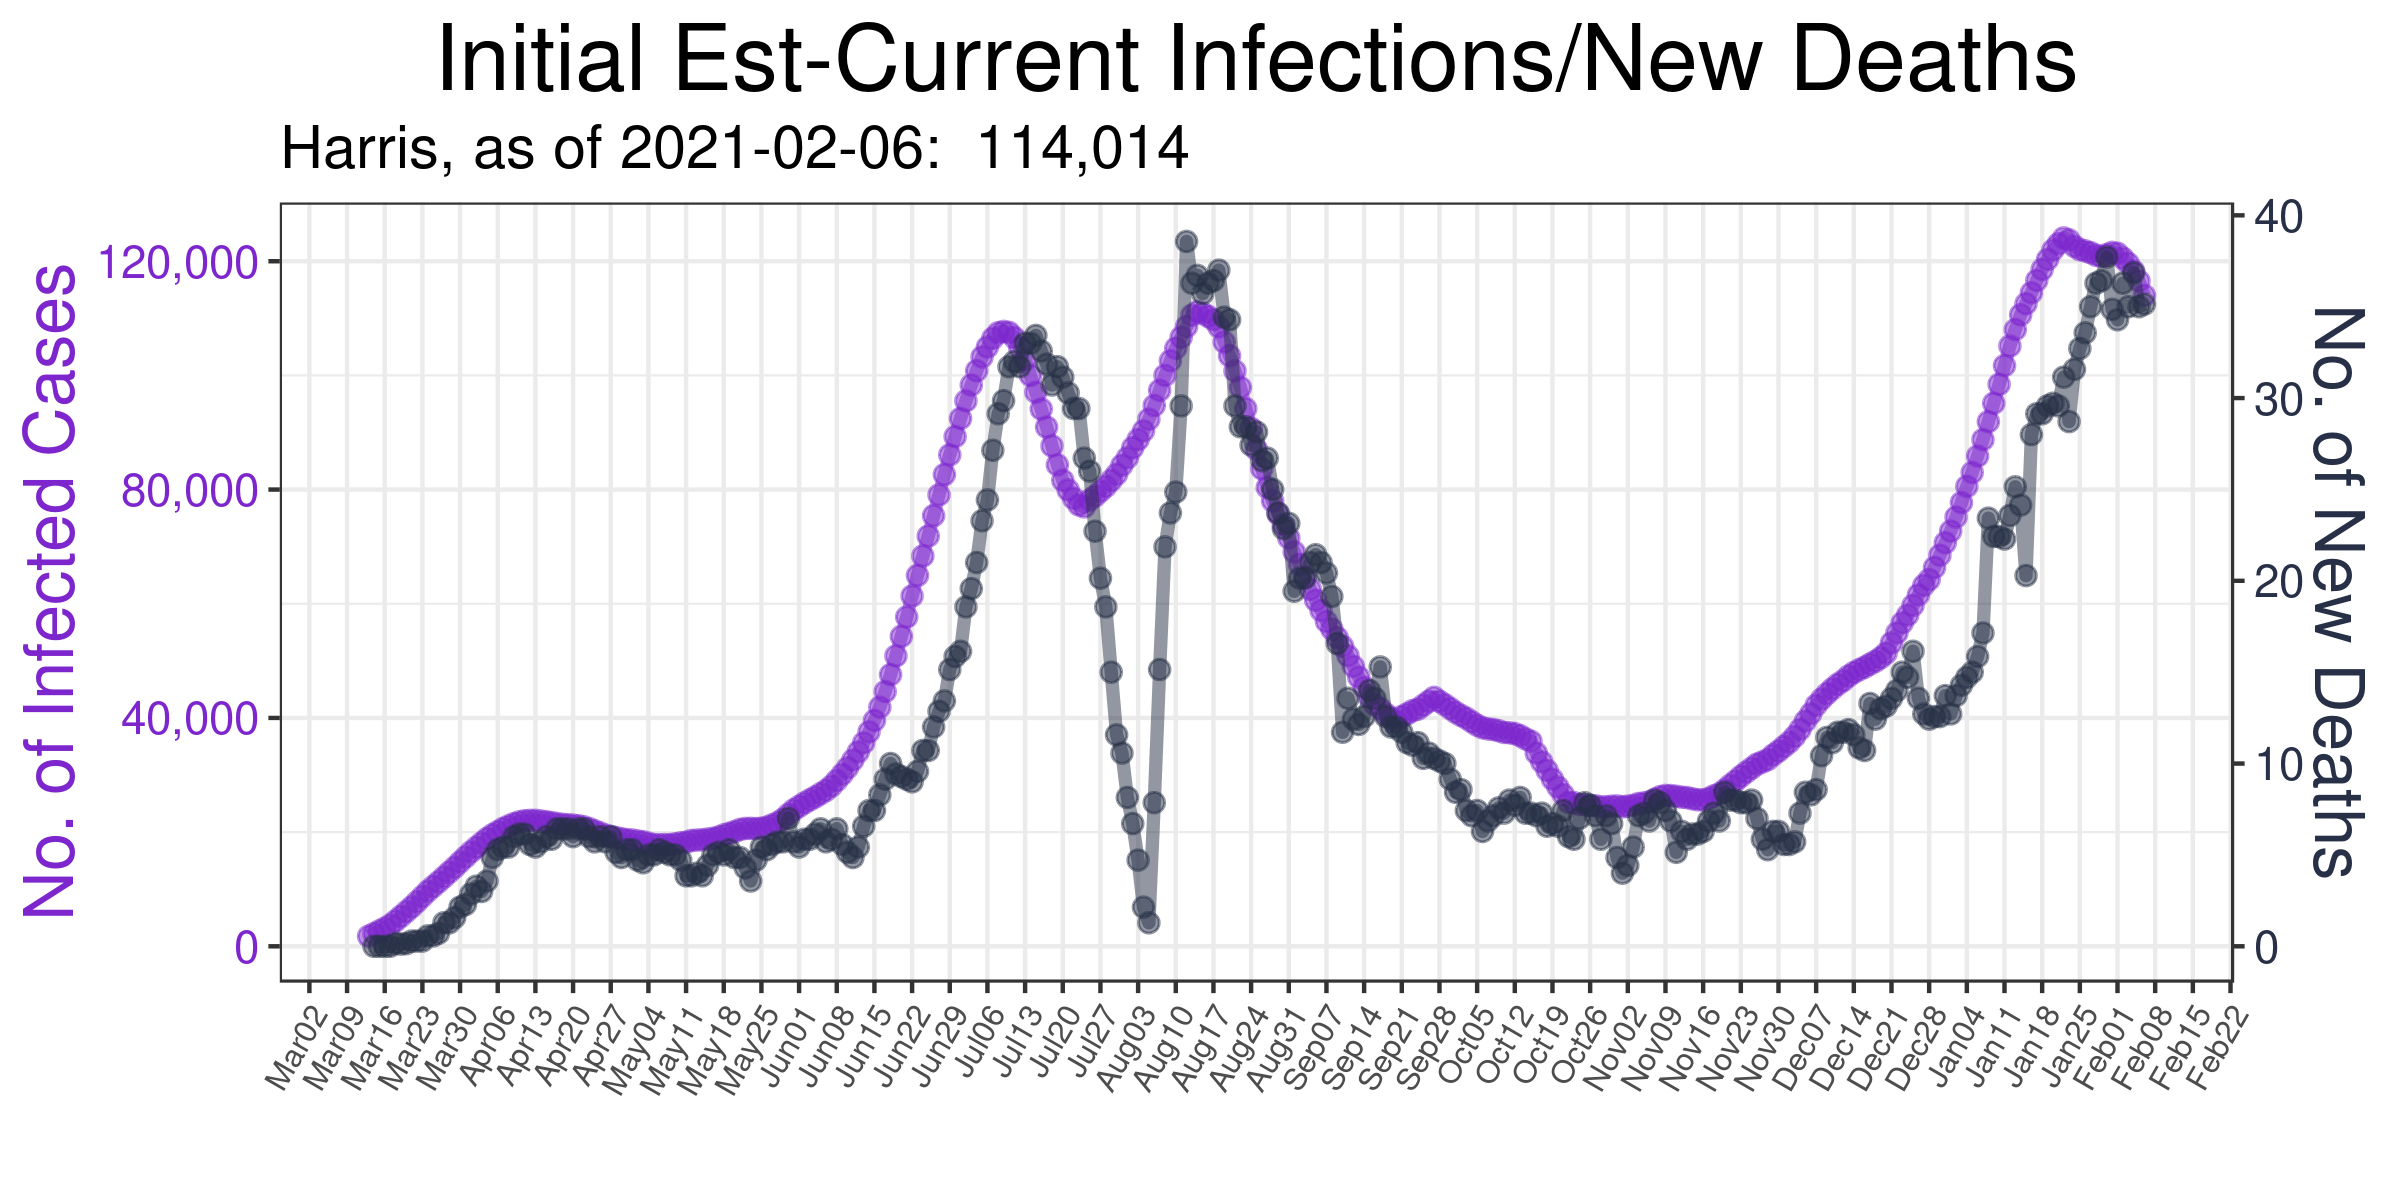 Initial Est-Current Infections/New Deaths
Harris, as of 2021-02-06:  114,014
No. of Infected Cases
120,000
80,000
40,000
0
40
30
20
10
0
No. of New Deaths
Mar02 Mar09 Mar16 Mar23 Mar30 Apr06 Apr13 Apr20 Apr27 May04 May11 May18 May25 Jun01 Jun08 Jun15 Jun22 Jun29 Jul06 Jul13 Jul20 Jul27 Aug03 Aug10 Aug17 Aug24 Aug31 Sep07 Sep14 Sep21 Sep28 Oct05 Oct12 Oct19 Oct26 Nov02 Nov09 Nov16 Nov23 Nov30 Dec07 Dec14 Dec21 Dec28 Dec04 Jan11 Jan18 Jan18 Jan25 Feb01 Feb08 Feb15 Feb22